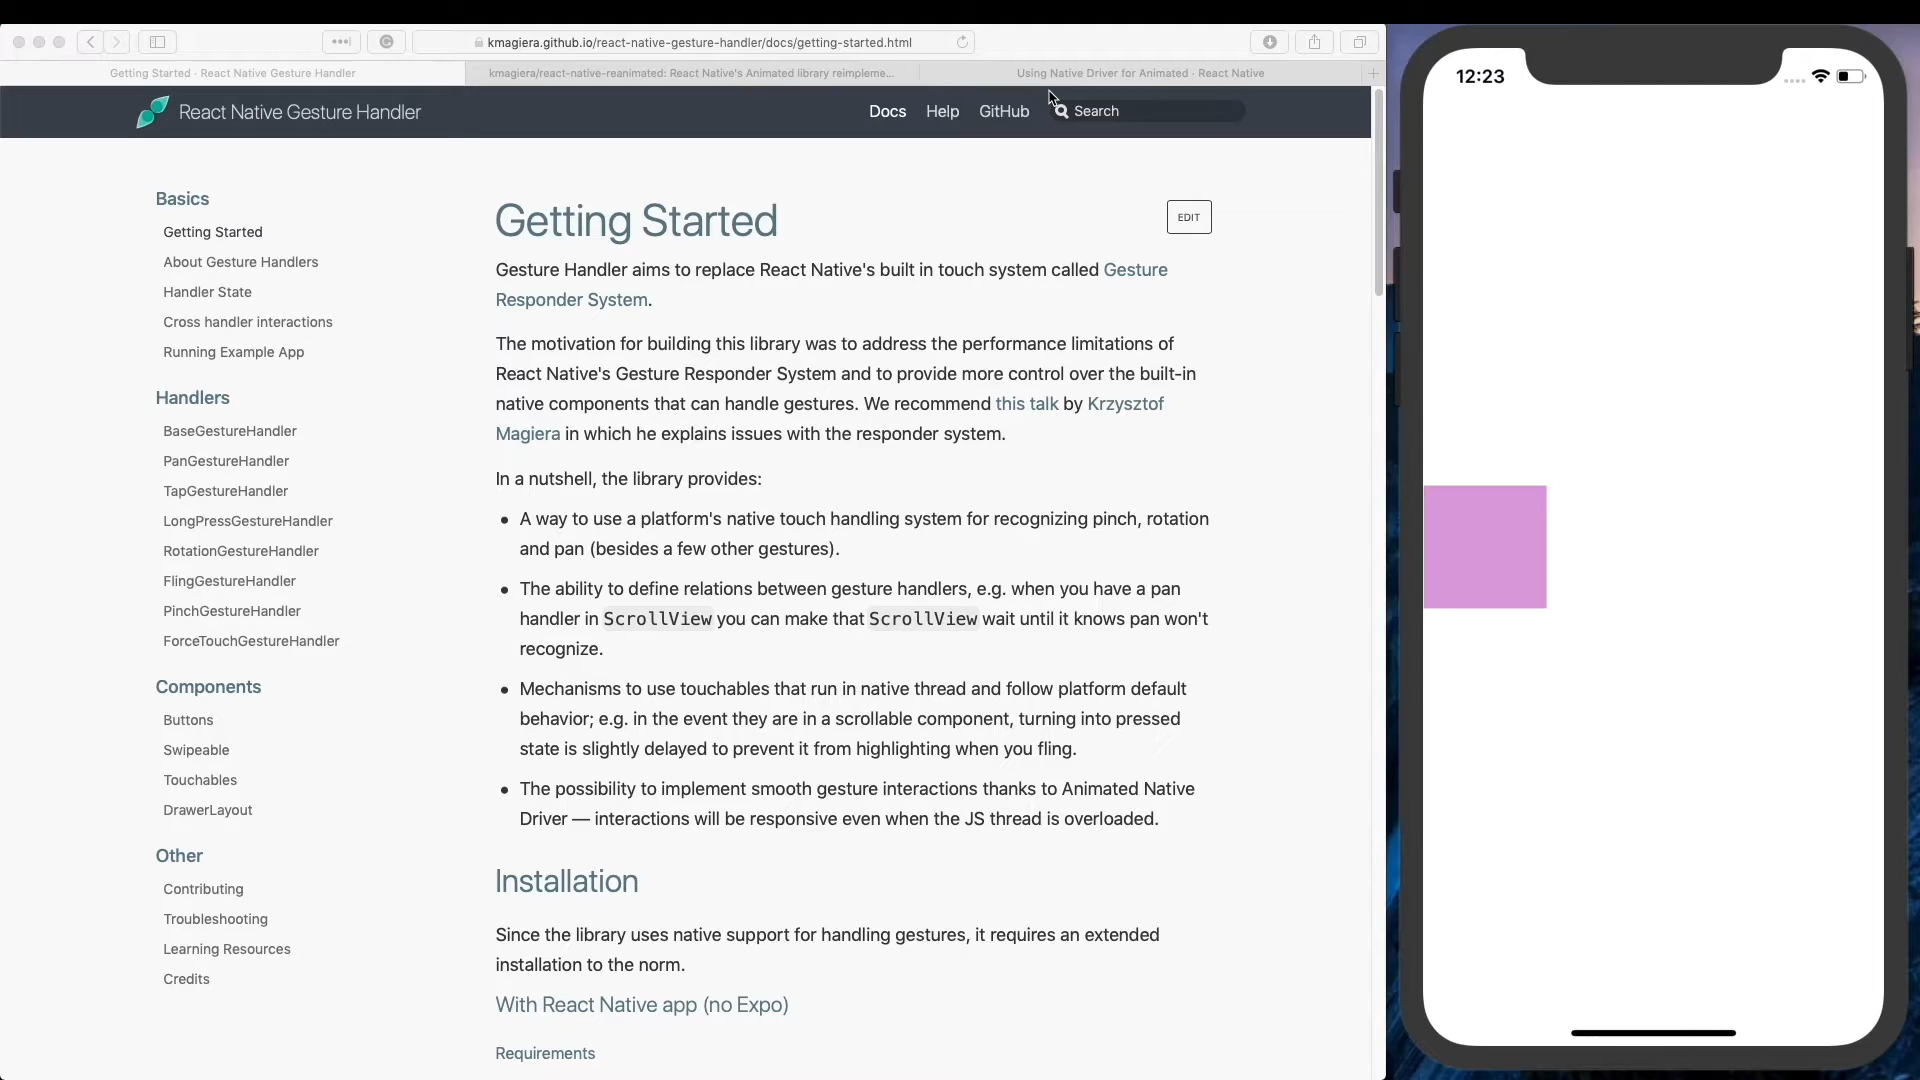 kmagiera.github.io/react-native-gesture-handler/docs/getting-started.html
Getting Started · React Native Gesture Handler
kmagiera/react-native-reanimated: React Native's Animated library reimpleme...
Using Native Driver for Animated · React Native
React Native Gesture Handler
Docs
Help
GitHub
Search
Basics
Getting Started
About Gesture Handlers
Handler State
Cross handler interactions
Running Example App
Handlers
BaseGestureHandler
PanGestureHandler
TapGestureHandler
LongPressGestureHandler
RotationGestureHandler
FlingGestureHandler
PinchGestureHandler
ForceTouchGestureHandler
Components
Buttons
Swipeable
Touchables
DrawerLayout
Other
Contributing
Troubleshooting
Learning Resources
Credits
Getting Started
EDIT
Gesture Handler aims to replace React Native's built in touch system called Gesture
Responder System.
The motivation for building this library was to address the performance limitations of
React Native's Gesture Responder System and to provide more control over the built-in
native components that can handle gestures. We recommend this talk by Krzysztof
Magiera in which he explains issues with the responder system.
In a nutshell, the library provides:
• A way to use a platform's native touch handling system for recognizing pinch, rotation
and pan (besides a few other gestures).
• The ability to define relations between gesture handlers, e.g. when you have a pan
handler in ScrollView you can make that ScrollView wait until it knows pan won't
recognize.
• Mechanisms to use touchables that run in native thread and follow platform default
behavior; e.g. in the event they are in a scrollable component, turning into pressed
state is slightly delayed to prevent it from highlighting when you fling.
• The possibility to implement smooth gesture interactions thanks to Animated Native
Driver — interactions will be responsive even when the JS thread is overloaded.
Installation
Since the library uses native support for handling gestures, it requires an extended
installation to the norm.
With React Native app (no Expo)
Requirements
12:23